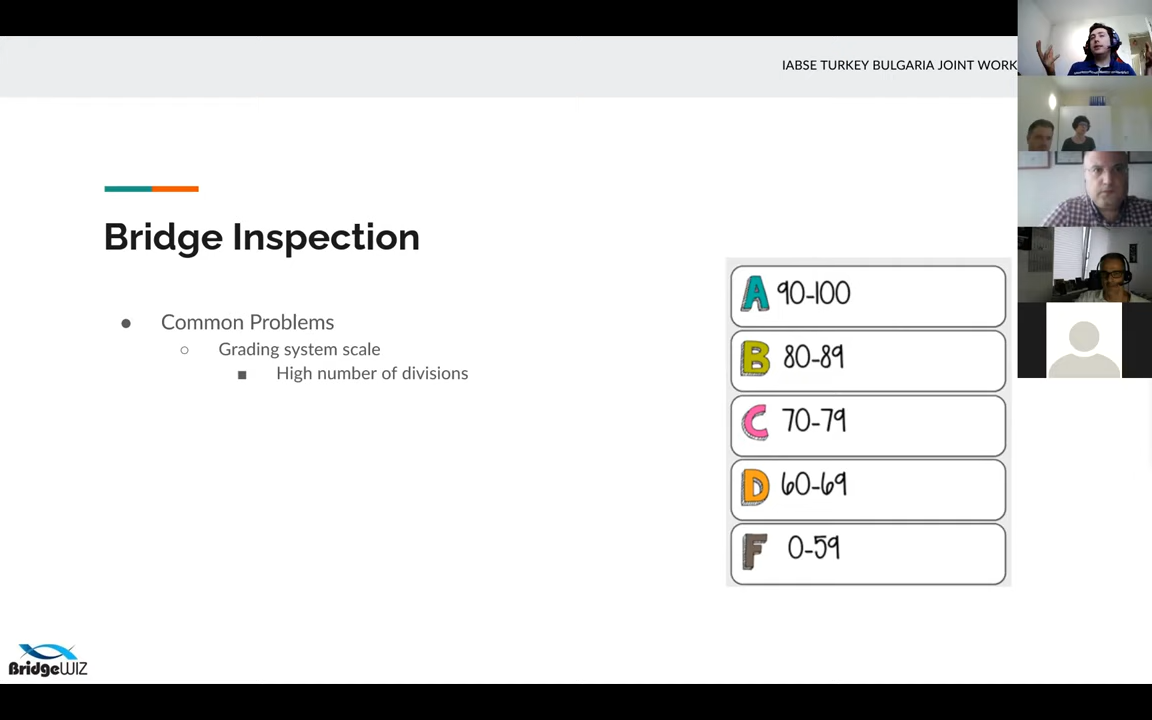 IABSE TURKEY BULGARIA JOINT WORK
Bridge Inspection
Common Problems
Grading system scale
High number of divisions
A 90-100
B 80-89
C 70-79
D 60-69
F 0-59
BridgeWIZ